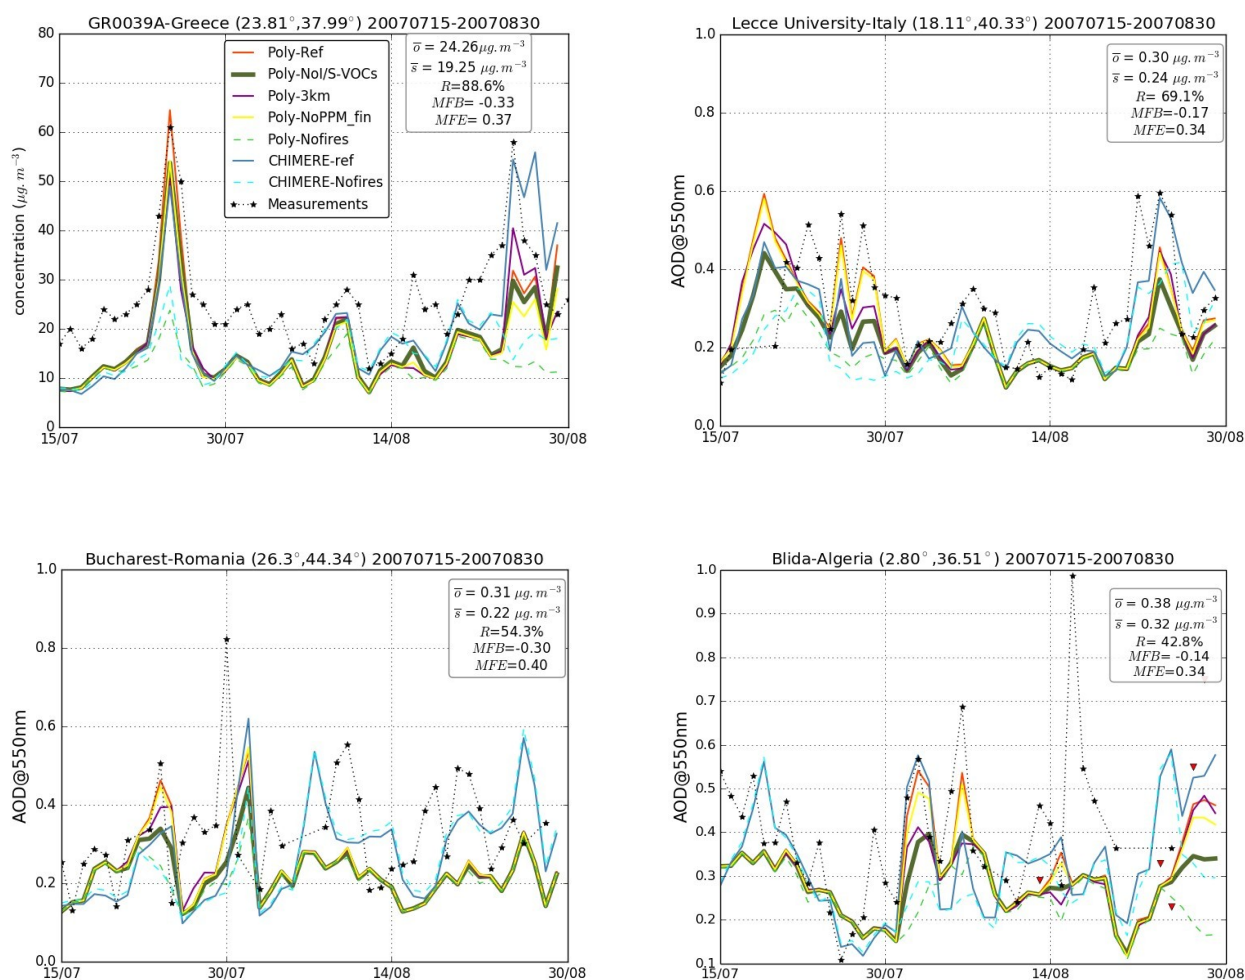 GR0039A-Greece (23.81°,37.99°) 20070715-20070830
80
70
60
50
40
30
20
10
0
concentration (μg.m⁻³)
15/07
30/07
14/08
30/08
Poly-Ref
Poly-NoI/S-VOCs
Poly-3km
Poly-NoPPM_fin
Poly-Nofires
CHIMERE-ref
CHIMERE-Nofires
Measurements
o̅ = 24.26μg.m⁻³
s̅ = 19.25 μg.m⁻³
R=88.6%
MFB= -0.33
MFE= 0.37
Lecce University-Italy (18.11°,40.33°) 20070715-20070830
1.0
0.8
0.6
0.4
0.2
0.0
AOD@550nm
15/07
30/07
14/08
30/08
o̅ = 0.30 μg.m⁻³
s̅ = 0.24 μg.m⁻³
R= 69.1%
MFB=-0.17
MFE=0.34
Bucharest-Romania (26.3°,44.34°) 20070715-20070830
1.0
0.8
0.6
0.4
0.2
0.0
AOD@550nm
15/07
30/07
14/08
30/08
o̅ = 0.31 μg.m⁻³
s̅ = 0.22 μg.m⁻³
R=54.3%
MFB=-0.30
MFE=0.40
Blida-Algeria (2.80°,36.51°) 20070715-20070830
1.0
0.9
0.8
0.7
0.6
0.5
0.4
0.3
0.2
0.1
AOD@550nm
15/07
30/07
14/08
30/08
o̅ = 0.38 μg.m⁻³
s̅ = 0.32 μg.m⁻³
R= 42.8%
MFB= -0.14
MFE=0.34